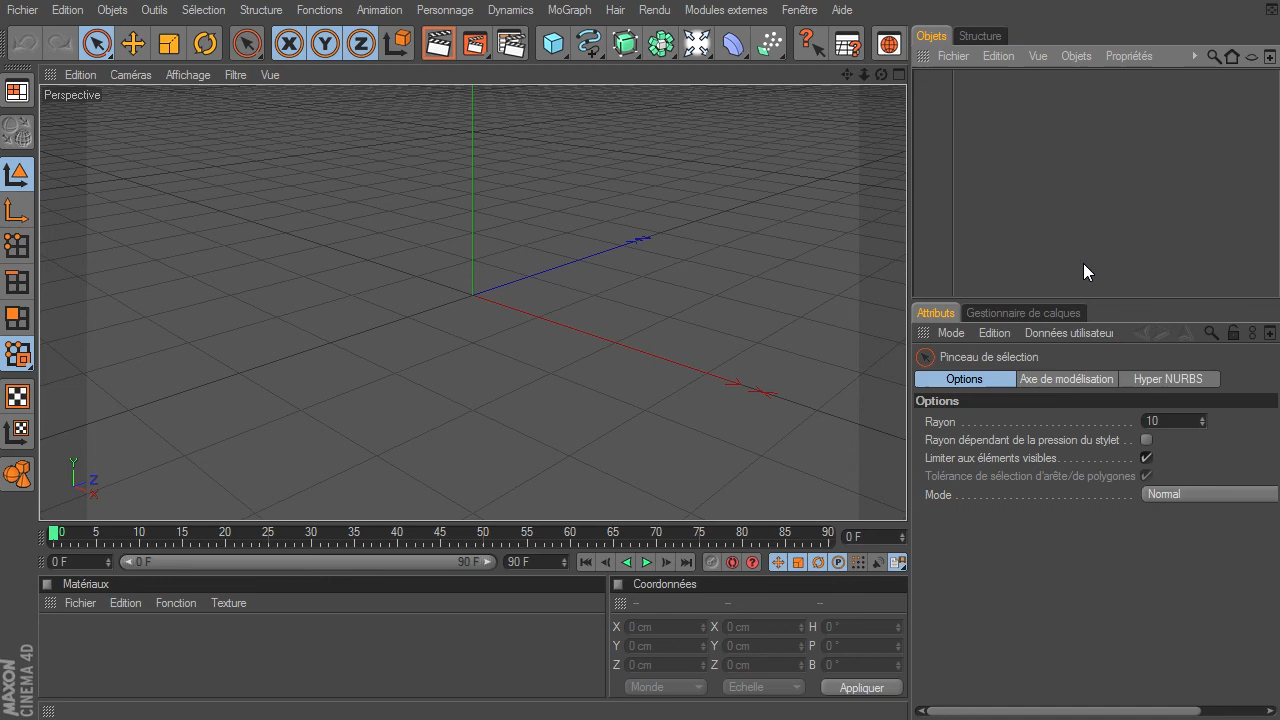 Fichier Edition Objets Outils Sélection Structure Fonctions Animation Personnage Dynamics MoGraph Hair Rendu Modules externes Fenêtre Aide
X Y Z
Objets Structure
Fichier Edition Vue Objets Propriétés
Edition Caméras Affichage Filtre Vue
Perspective
Y
Z
X
Attributs Gestionnaire de calques
Mode Edition Données utilisateur
Pinceau de sélection
Options Axe de modélisation Hyper NURBS
Options
Rayon 10
Rayon dépendant de la pression du stylet
Limiter aux éléments visibles
Tolérance de sélection d'arête/de polygones
Mode Normal
0 5 10 15 20 25 30 35 40 45 50 55 60 65 70 75 80 85 90 0 F
0 F 0 F 90 F 90 F
Matériaux
Fichier Edition Fonction Texture
Coordonnées
-- -- --
X 0 cm X 0 cm H 0 °
Y 0 cm Y 0 cm P 0 °
Z 0 cm Z 0 cm B 0 °
Monde Echelle Appliquer
MAXON
CINEMA 4D